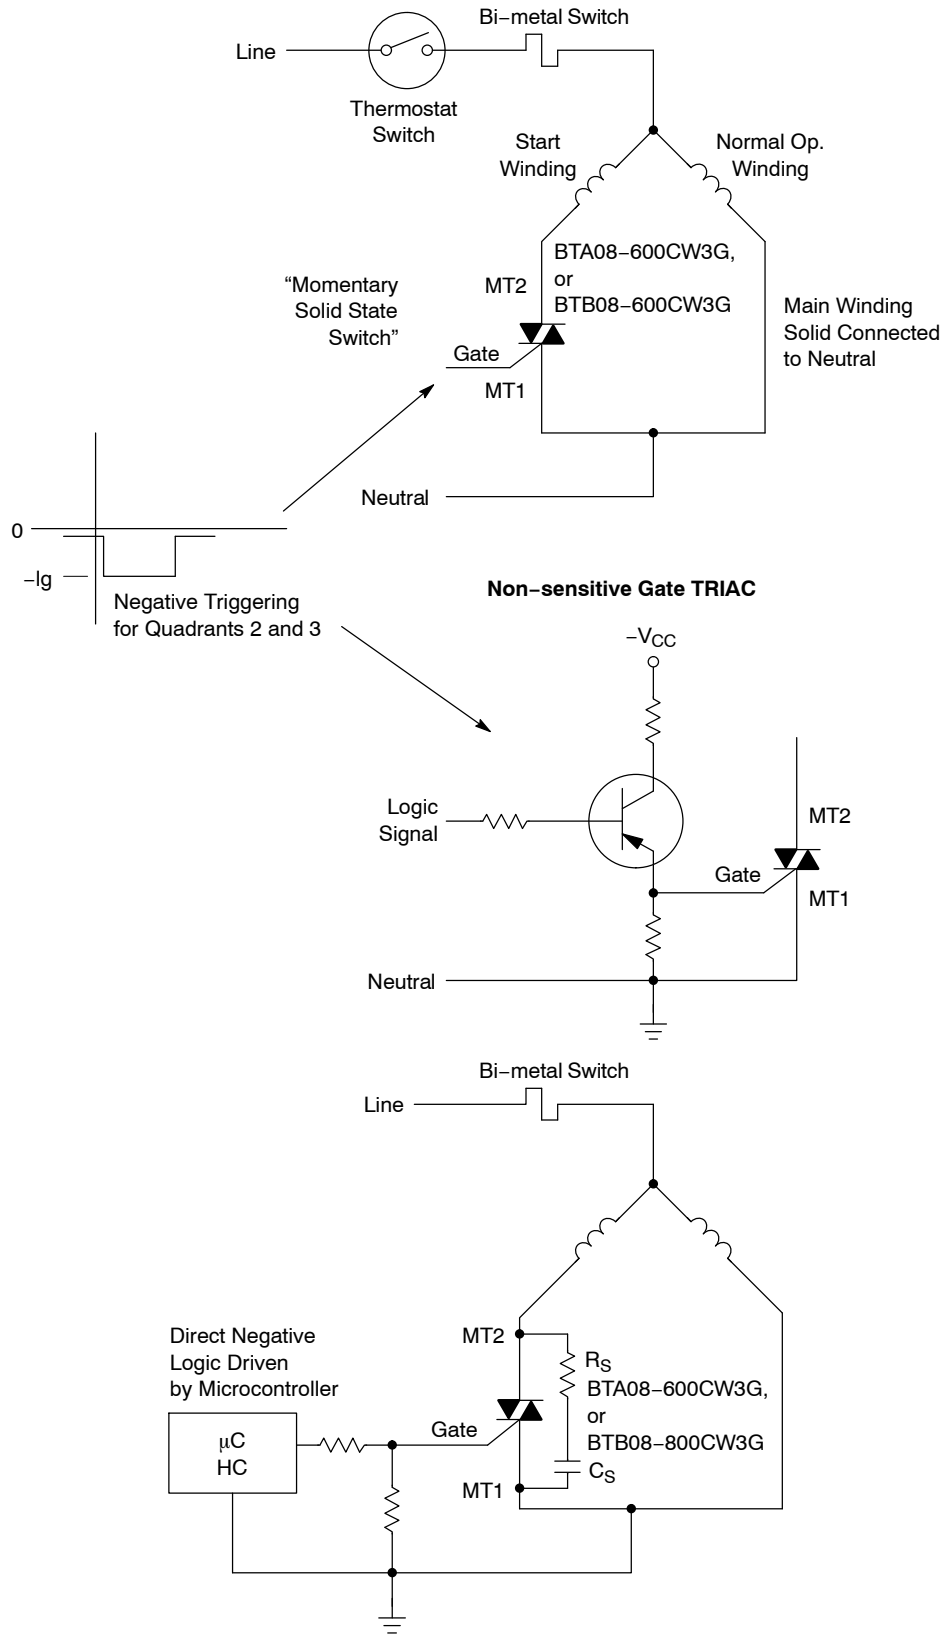 Bi−metal Switch
Line
Thermostat
Switch
Start
Winding
Normal Op.
Winding
BTA08−600CW3G,
or
BTB08−600CW3G
MT2
“Momentary
Solid State
Switch”
Main Winding
Solid Connected
to Neutral
Gate
MT1
Neutral
0
−Ig
Negative Triggering
for Quadrants 2 and 3
Non−sensitive Gate TRIAC
−VCC
Logic
Signal
MT2
Gate
MT1
Neutral
Bi−metal Switch
Line
MT2
Direct Negative
Logic Driven
by Microcontroller
RS
BTA08−600CW3G,
or
BTB08−800CW3G
Gate
μC
HC
CS
MT1